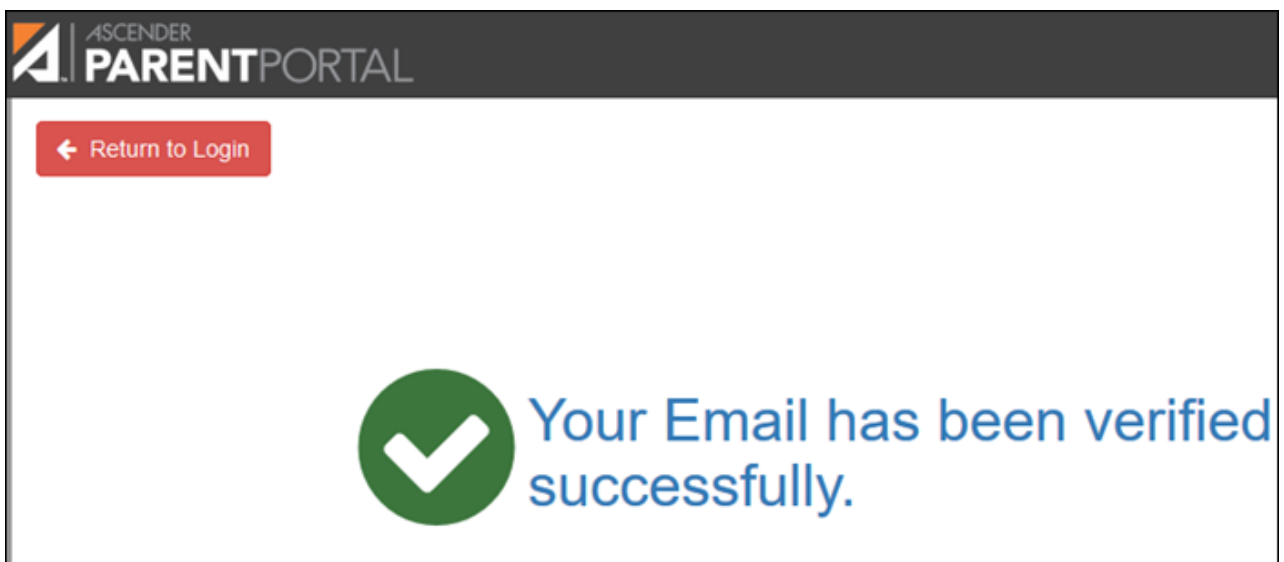 ASCENDER
PARENTPORTAL
Return to Login
Your Email has been verified
successfully.